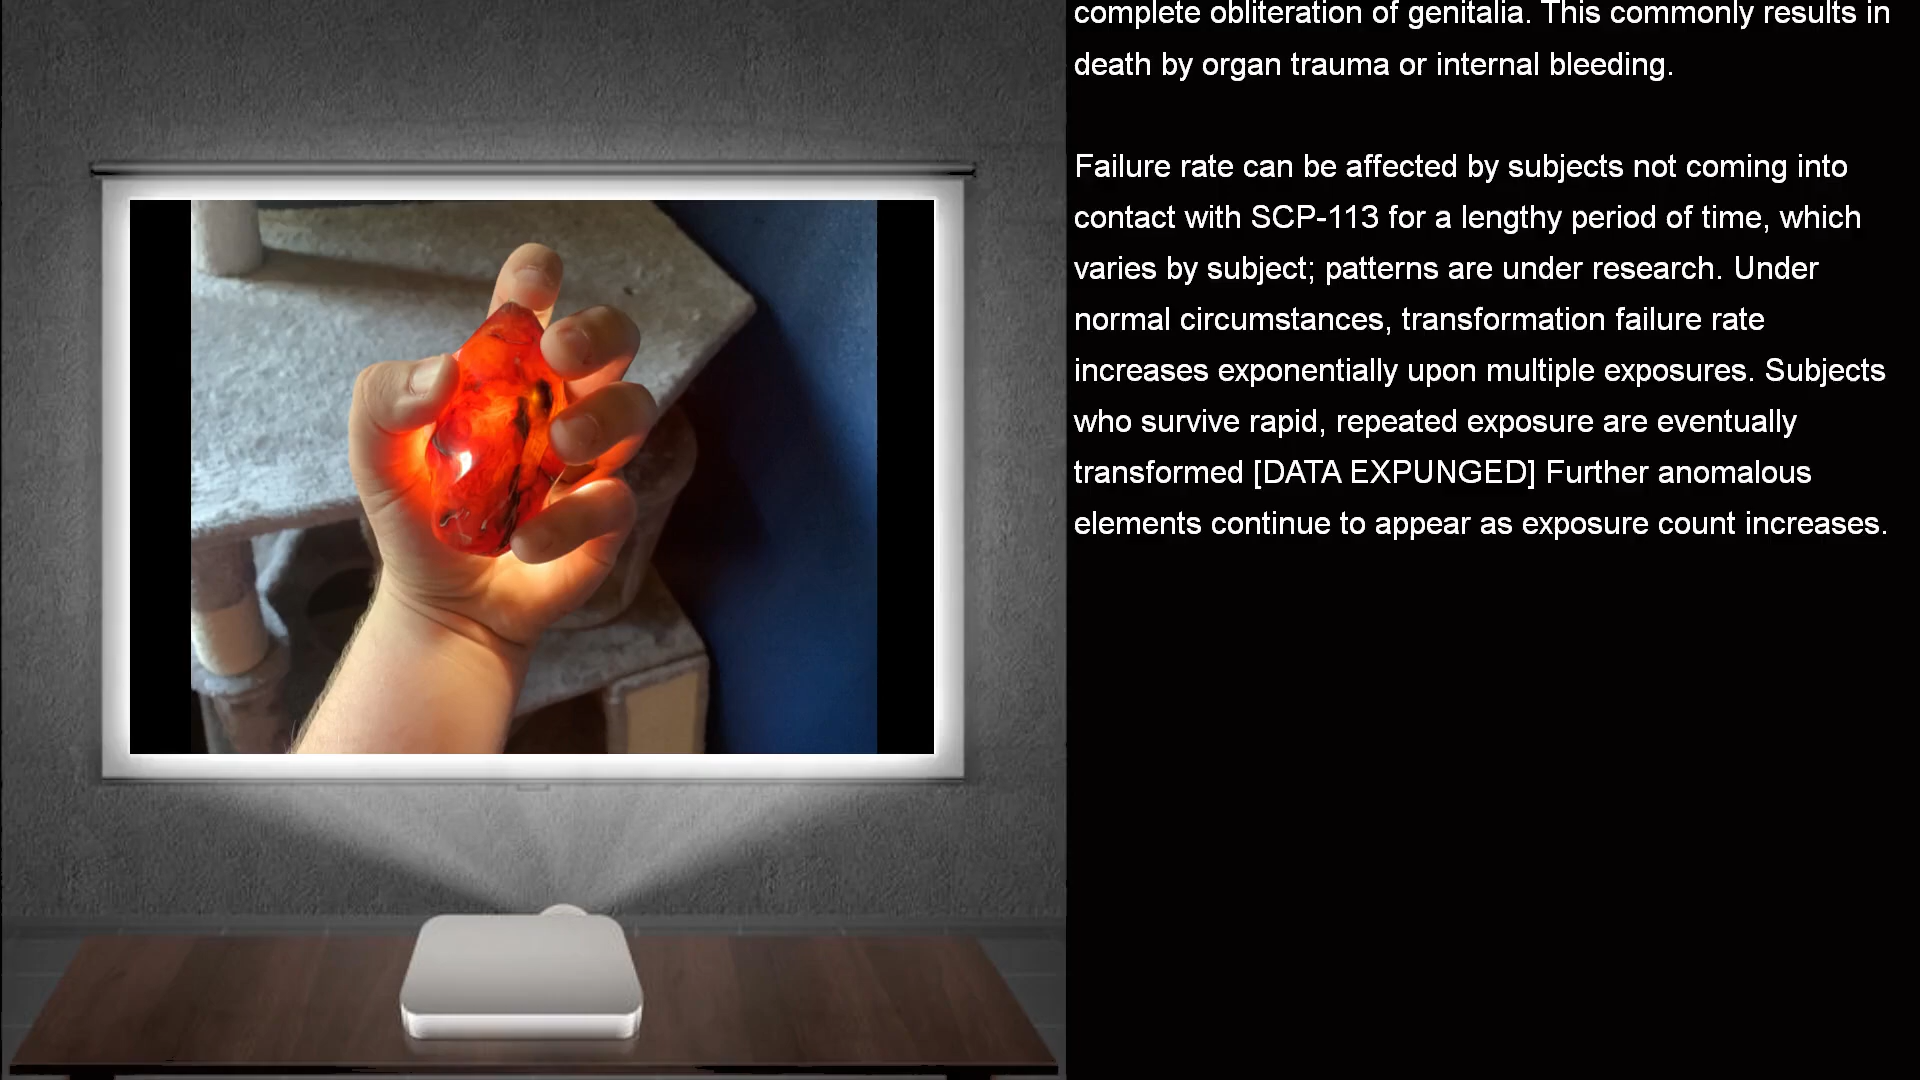 complete obliteration of genitalia. This commonly results in
death by organ trauma or internal bleeding.
Failure rate can be affected by subjects not coming into
contact with SCP-113 for a lengthy period of time, which
varies by subject; patterns are under research. Under
normal circumstances, transformation failure rate
increases exponentially upon multiple exposures. Subjects
who survive rapid, repeated exposure are eventually
transformed [DATA EXPUNGED] Further anomalous
elements continue to appear as exposure count increases.